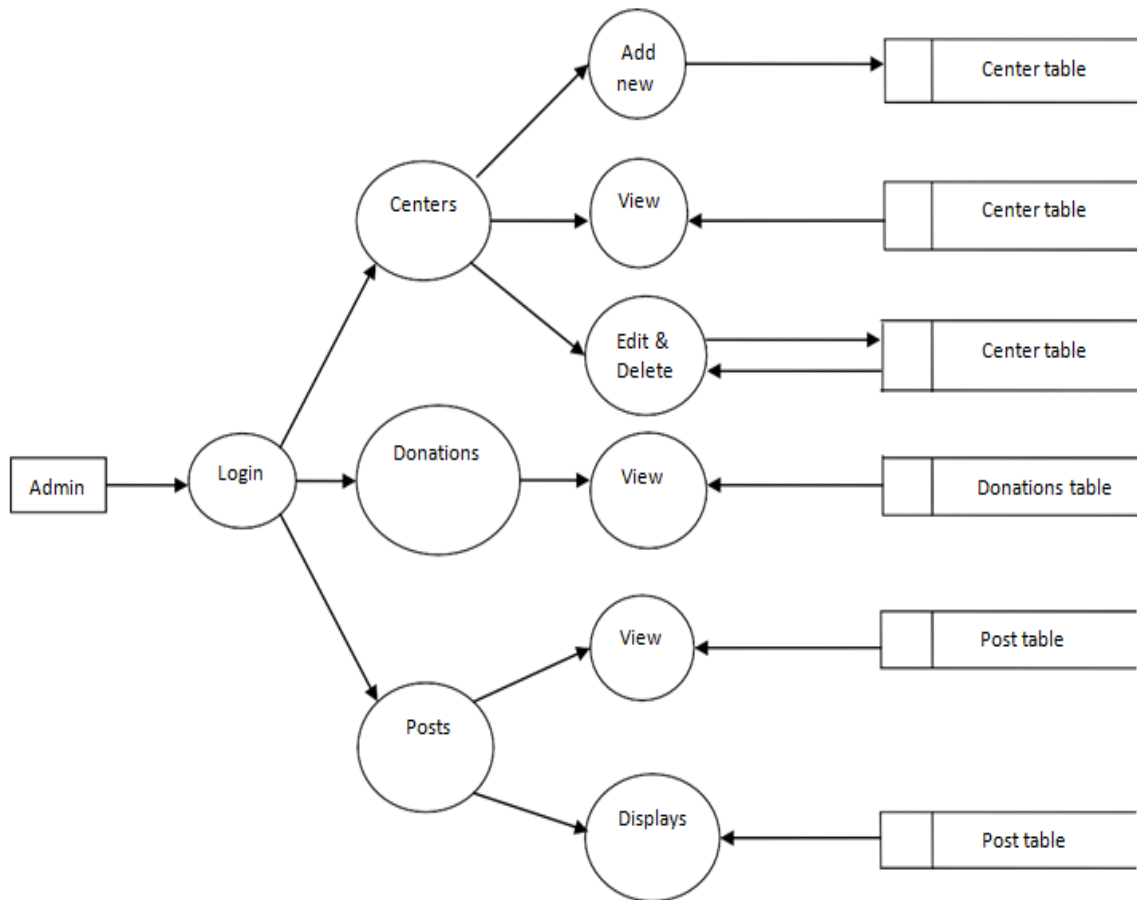 Add
new
Center table
Centers
View
Center table
Edit &
Delete
Center table
Admin
Login
Donations
View
Donations table
View
Post table
Posts
Displays
Post table